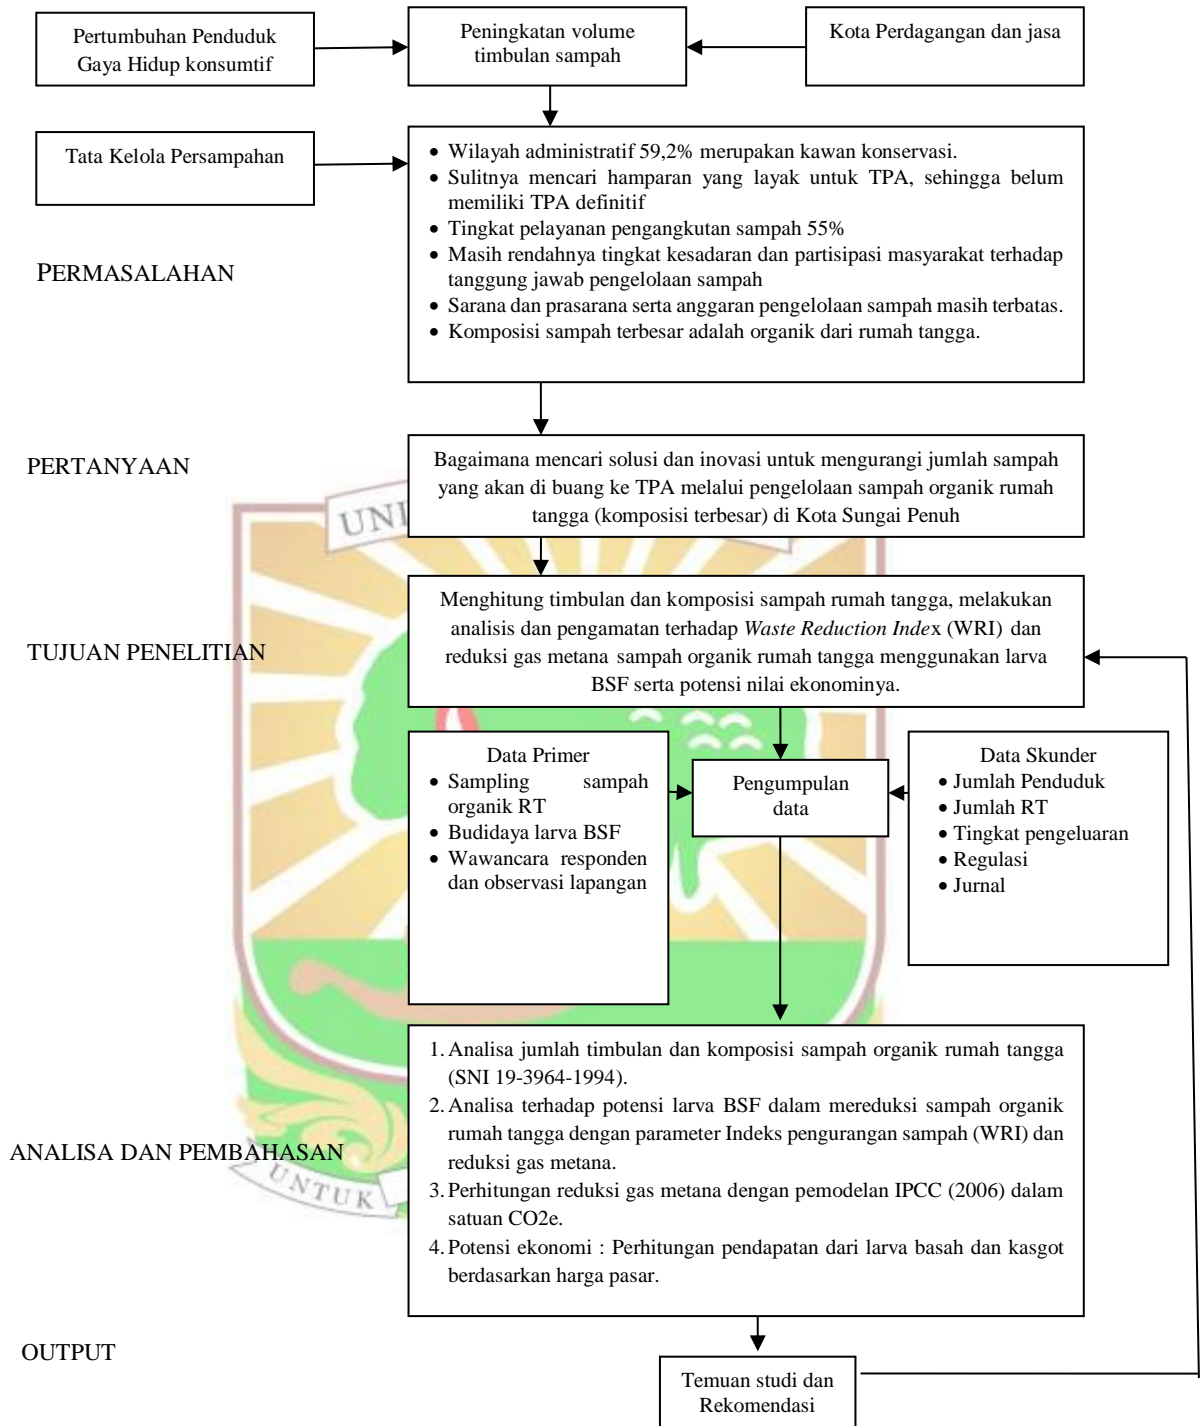 Pertumbuhan Penduduk
Gaya Hidup konsumtif
Peningkatan volume
timbulan sampah
Kota Perdagangan dan jasa
Tata Kelola Persampahan
• Wilayah administratif 59,2% merupakan kawan konservasi.
• Sulitnya mencari hamparan yang layak untuk TPA, sehingga belum
memiliki TPA definitif
• Tingkat pelayanan pengangkutan sampah 55%
• Masih rendahnya tingkat kesadaran dan partisipasi masyarakat terhadap
tanggung jawab pengelolaan sampah
• Sarana dan prasarana serta anggaran pengelolaan sampah masih terbatas.
• Komposisi sampah terbesar adalah organik dari rumah tangga.
PERMASALAHAN
PERTANYAAN
Bagaimana mencari solusi dan inovasi untuk mengurangi jumlah sampah
yang akan di buang ke TPA melalui pengelolaan sampah organik rumah
tangga (komposisi terbesar) di Kota Sungai Penuh
UNI
TUJUAN PENELITIAN
Menghitung timbulan dan komposisi sampah rumah tangga, melakukan
analisis dan pengamatan terhadap Waste Reduction Index (WRI) dan
reduksi gas metana sampah organik rumah tangga menggunakan larva
BSF serta potensi nilai ekonominya.
Data Primer
• Sampling sampah
organik RT
• Budidaya larva BSF
• Wawancara responden
dan observasi lapangan
Pengumpulan
data
Data Skunder
• Jumlah Penduduk
• Jumlah RT
• Tingkat pengeluaran
• Regulasi
• Jurnal
ANALISA DAN PEMBAHASAN
1. Analisa jumlah timbulan dan komposisi sampah organik rumah tangga
(SNI 19-3964-1994).
2. Analisa terhadap potensi larva BSF dalam mereduksi sampah organik
rumah tangga dengan parameter Indeks pengurangan sampah (WRI) dan
reduksi gas metana.
3. Perhitungan reduksi gas metana dengan pemodelan IPCC (2006) dalam
satuan CO2e.
4. Potensi ekonomi : Perhitungan pendapatan dari larva basah dan kasgot
berdasarkan harga pasar.
UNTUK
OUTPUT
Temuan studi dan
Rekomendasi